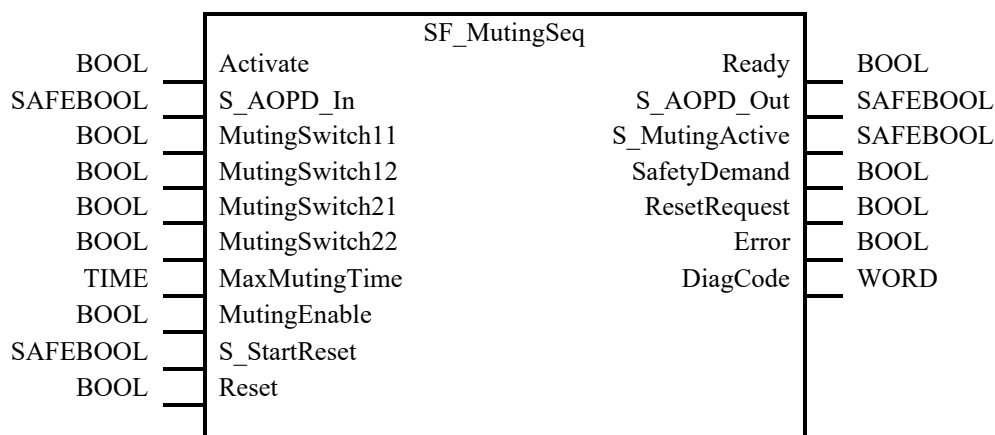 SF_MutingSeq
BOOL Activate Ready BOOL
SAFEBOOL S_AOPD_In S_AOPD_Out SAFEBOOL
BOOL MutingSwitch11 S_MutingActive SAFEBOOL
BOOL MutingSwitch12 SafetyDemand BOOL
BOOL MutingSwitch21 ResetRequest BOOL
BOOL MutingSwitch22 Error BOOL
TIME MaxMutingTime DiagCode WORD
BOOL MutingEnable
SAFEBOOL S_StartReset
BOOL Reset